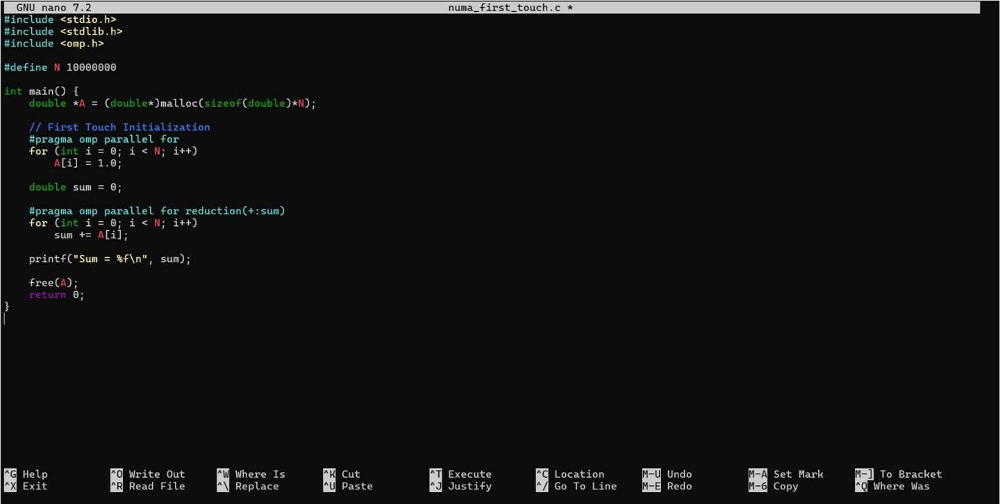 GNU nano 7.2 numa_first_touch.c *
#include <stdio.h>
#include <stdlib.h>
#include <omp.h>

#define N 10000000

int main() {
    double *A = (double*)malloc(sizeof(double)*N);

    // First Touch Initialization
    #pragma omp parallel for
    for (int i = 0; i < N; i++)
        A[i] = 1.0;

    double sum = 0;

    #pragma omp parallel for reduction(+:sum)
    for (int i = 0; i < N; i++)
        sum += A[i];

    printf("Sum = %f\n", sum);

    free(A);
    return 0;
}

^G Help ^O Write Out ^W Where Is ^K Cut ^T Execute ^C Location M-U Undo M-A Set Mark M-] To Bracket
^X Exit ^R Read File ^\ Replace ^U Paste ^J Justify ^/ Go To Line M-E Redo M-6 Copy ^Q Where Was